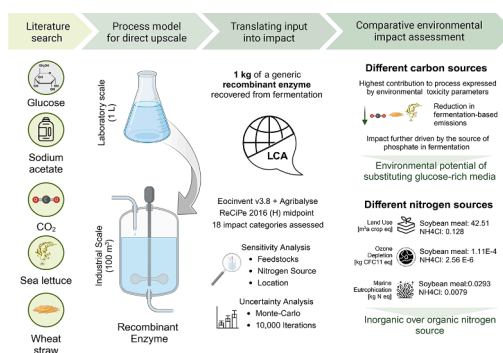 Literature
search
Process model
for direct upscale
Translating input
into impact
Comparative environmental
impact assessment
Glucose
Sodium
acetate
CO₂
Sea lettuce
Wheat
straw
Laboratory scale
(1 L)
Industrial Scale
(100 m³)
Recombinant
Enzyme
1 kg of a generic
recombinant enzyme
recovered from fermentation
LCA
Eocinvent v3.8 + Agribalyse
ReCiPe 2016 (H) midpoint
18 impact categories assessed
Sensitivity Analysis
• Feedstocks
• Nitrogen Source
• Location
Uncertainty Analysis
• Monte-Carlo
• 10,000 Iterations
Different carbon sources
Highest contribution to process expressed
by environmental toxicity parameters
Reduction in
fermentation-based
emissions
Impact further driven by the source of
phosphate in fermentation
Environmental potential of
substituting glucose-rich media
Different nitrogen sources
Land Use
[m²a crop eq]
Soybean meal: 42.51
NH4Cl: 0.128
Ozone
Depletion
[kg CFC11 eq]
Soybean meal: 1.11E-4
NH4Cl: 2.56 E-6
Marine
Eutrophication
[kg N eq]
Soybean meal:0.0293
NH4Cl: 0.0079
Inorganic over organic nitrogen
source